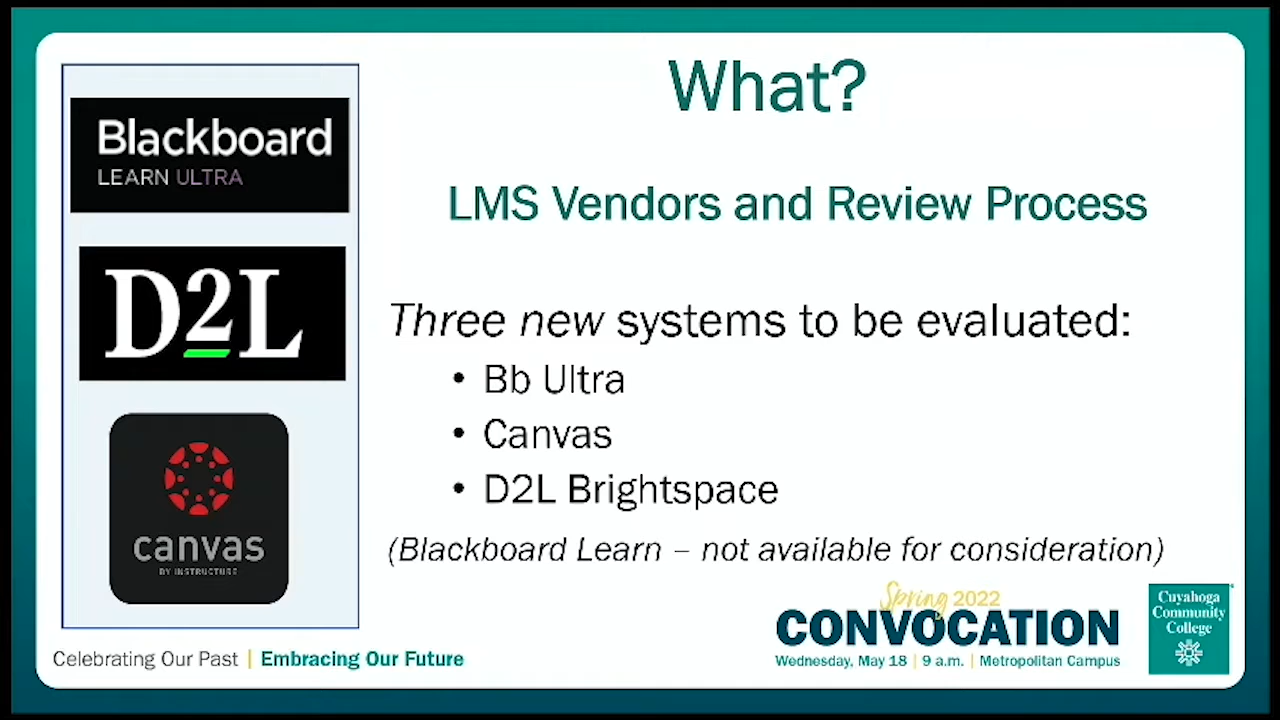 What?
LMS Vendors and Review Process
Blackboard
LEARN ULTRA
D2L
canvas
BY INSTRUCTURE
Three new systems to be evaluated:
• Bb Ultra
• Canvas
• D2L Brightspace
(Blackboard Learn – not available for consideration)
Spring 2022
CONVOCATION
Wednesday, May 18 | 9 a.m. | Metropolitan Campus
Cuyahoga
Community
College
Celebrating Our Past | Embracing Our Future